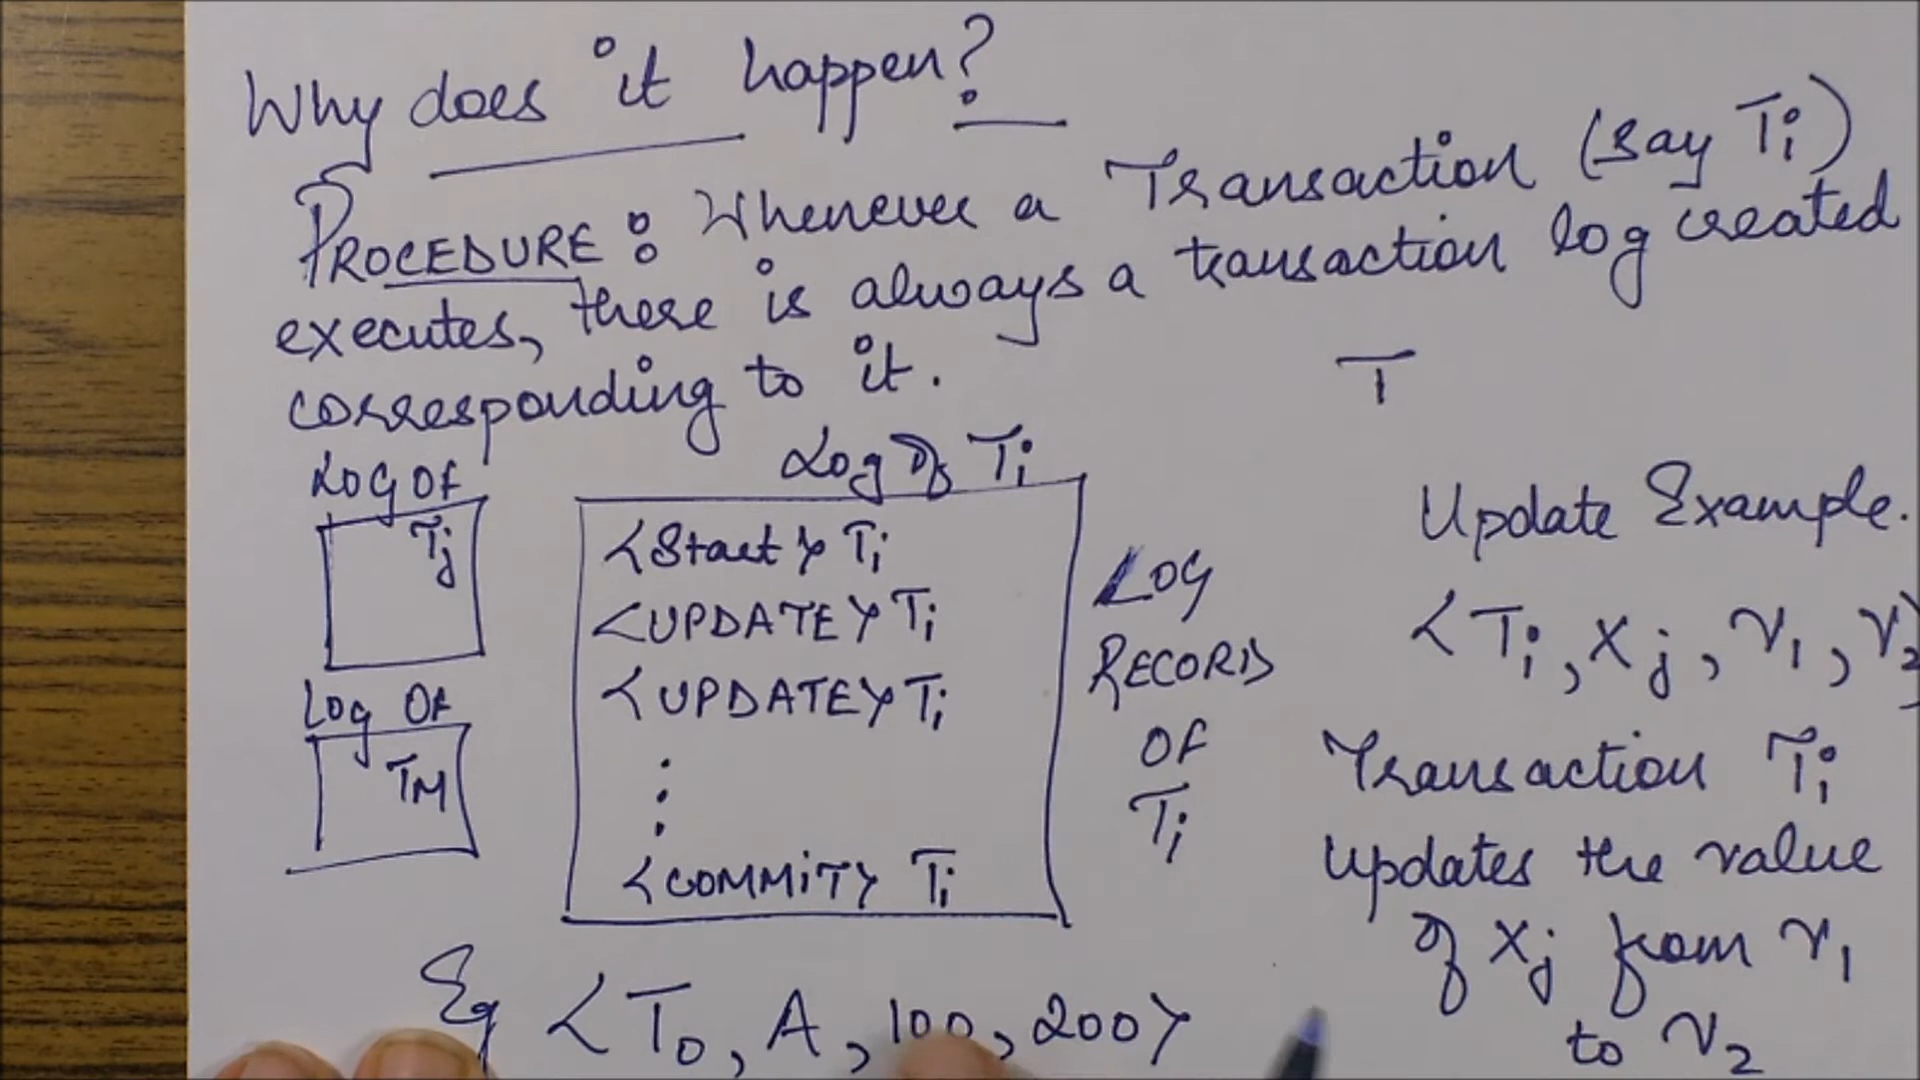 Why does it happen?
PROCEDURE: Whenever a Transaction (say Ti)
executes, there is always a transaction log created
corresponding to it.
T
LOG OF
Tj
LOG OF
TM
Log of Ti
<Start> Ti
<UPDATE> Ti
<UPDATE> Ti
<COMMIT> Ti
LOG
RECORDS
OF
Ti
Update Example.
<Ti, Xj, V1, V2>
Transaction Ti
updates the value
of Xj from V1
to V2
Eg <T0, A, 100, 200>